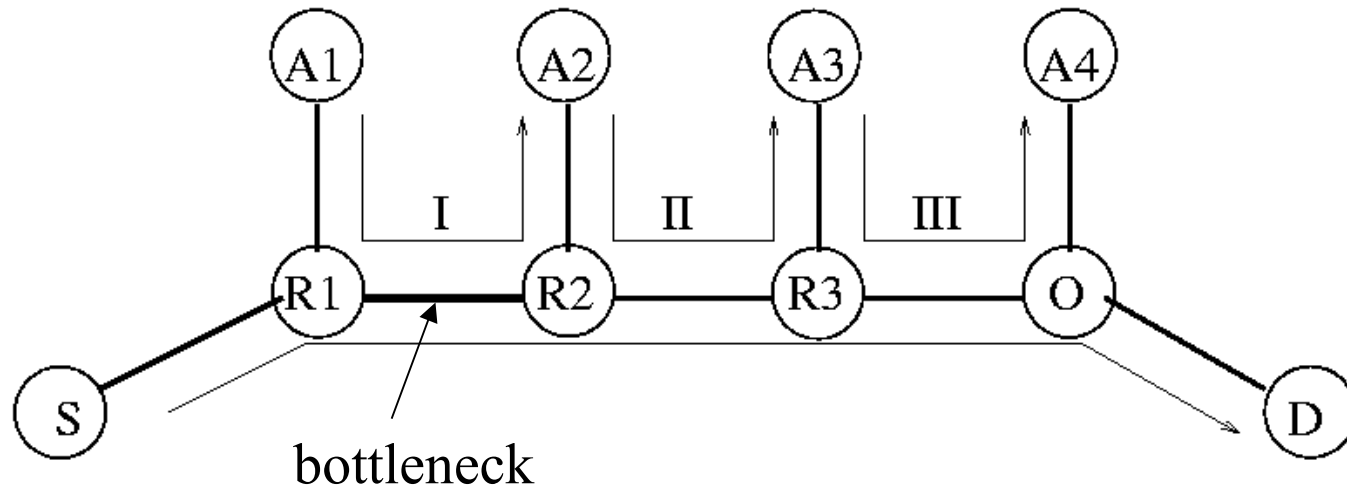 A1 A2 A3 A4
I II III
R1 R2 R3 O
S D
bottleneck